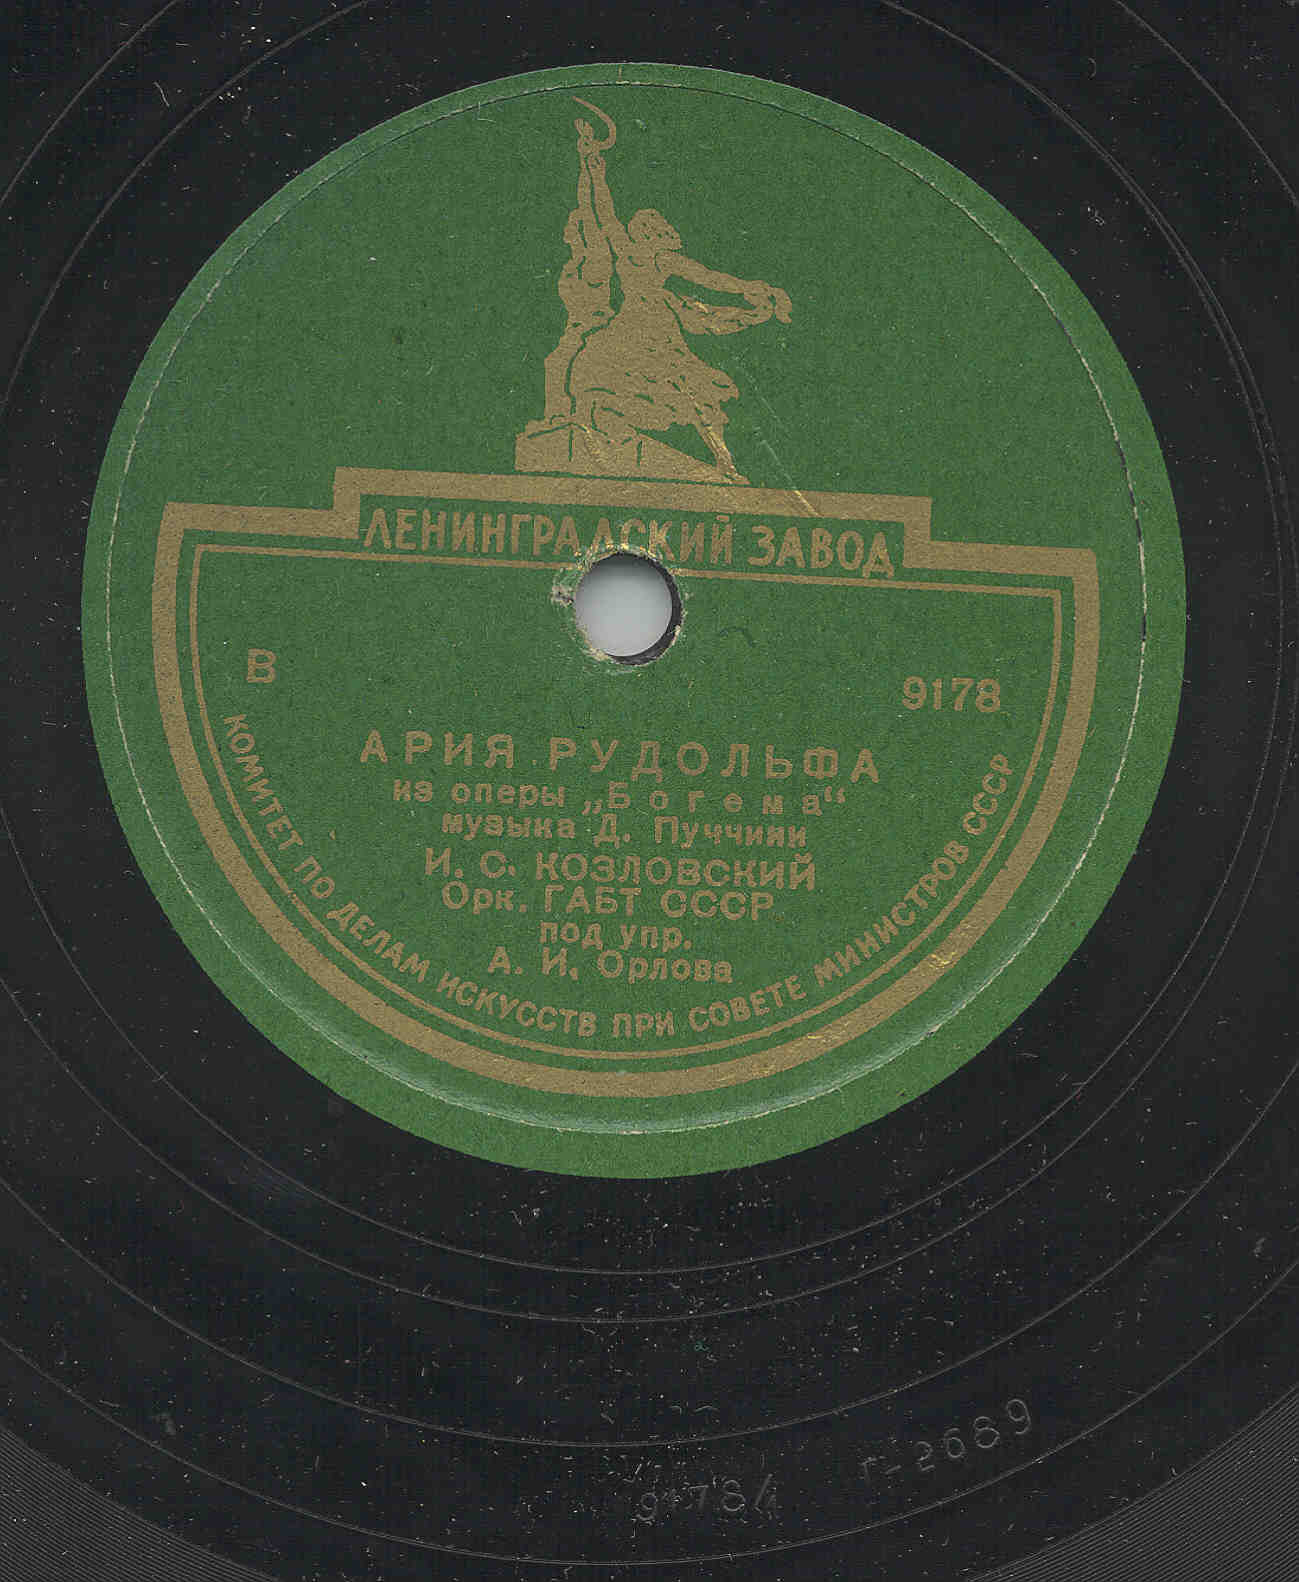 ЛЕНИНГРАДСКИЙ ЗАВОД
В 9178
АРИЯ РУДОЛЬФА
из оперы „Богема“
музыка Д. Пуччини
И. С. КОЗЛОВСКИЙ
Орк. ГАБТ СССР
под упр.
А. И. Орлова
КОМИТЕТ ПО ДЕЛАМ ИСКУССТВ ПРИ СОВЕТЕ МИНИСТРОВ СССР
Г-2689